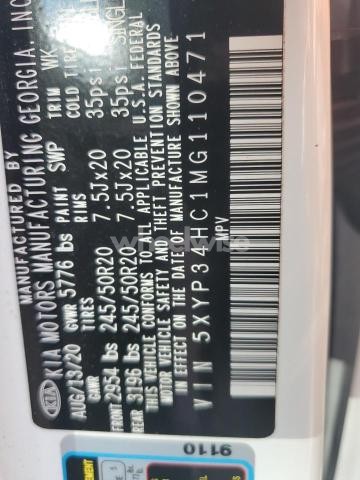 MANUFACTURED BY
KIA KIA MOTORS MANUFACTURING GEORGIA, INC
AUG/13/20 GVWR 5776 lbs PAINT SWP TRIM WK
GAWR TIRES RIMS COLD TIRE
FRONT 2954 lbs 245/50R20 7.5Jx20 35psi
REAR 3196 lbs 245/50R20 7.5Jx20 35psi SINGL
THIS VEHICLE CONFORMS TO ALL APPLICABLE U.S.A. FEDERAL
MOTOR VEHICLE SAFETY AND THEFT PREVENTION STANDARDS
IN EFFECT ON THE DATE OF MANUFACTURE SHOWN ABOVE
VIN 5XYP34HC1MG110471
MPV
9110